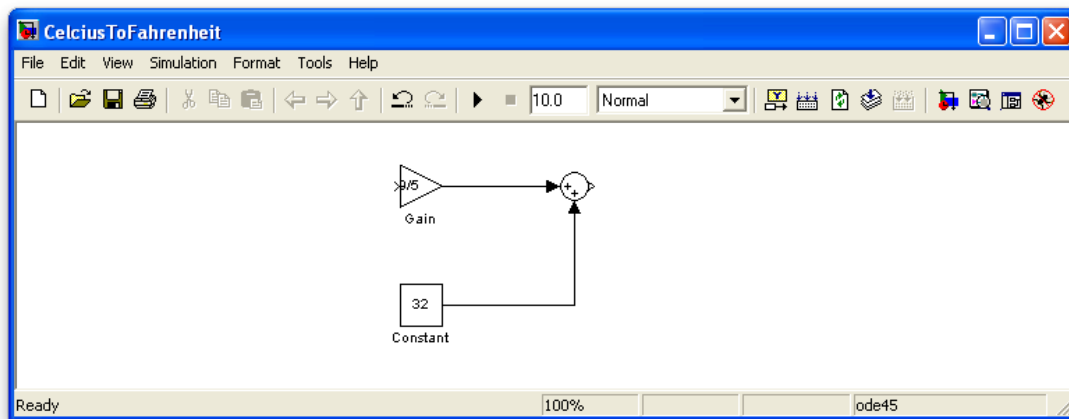 CelciusToFahrenheit
File Edit View Simulation Format Tools Help
10.0 Normal
9/5
+
+
Gain
32
Constant
Ready 100% ode45